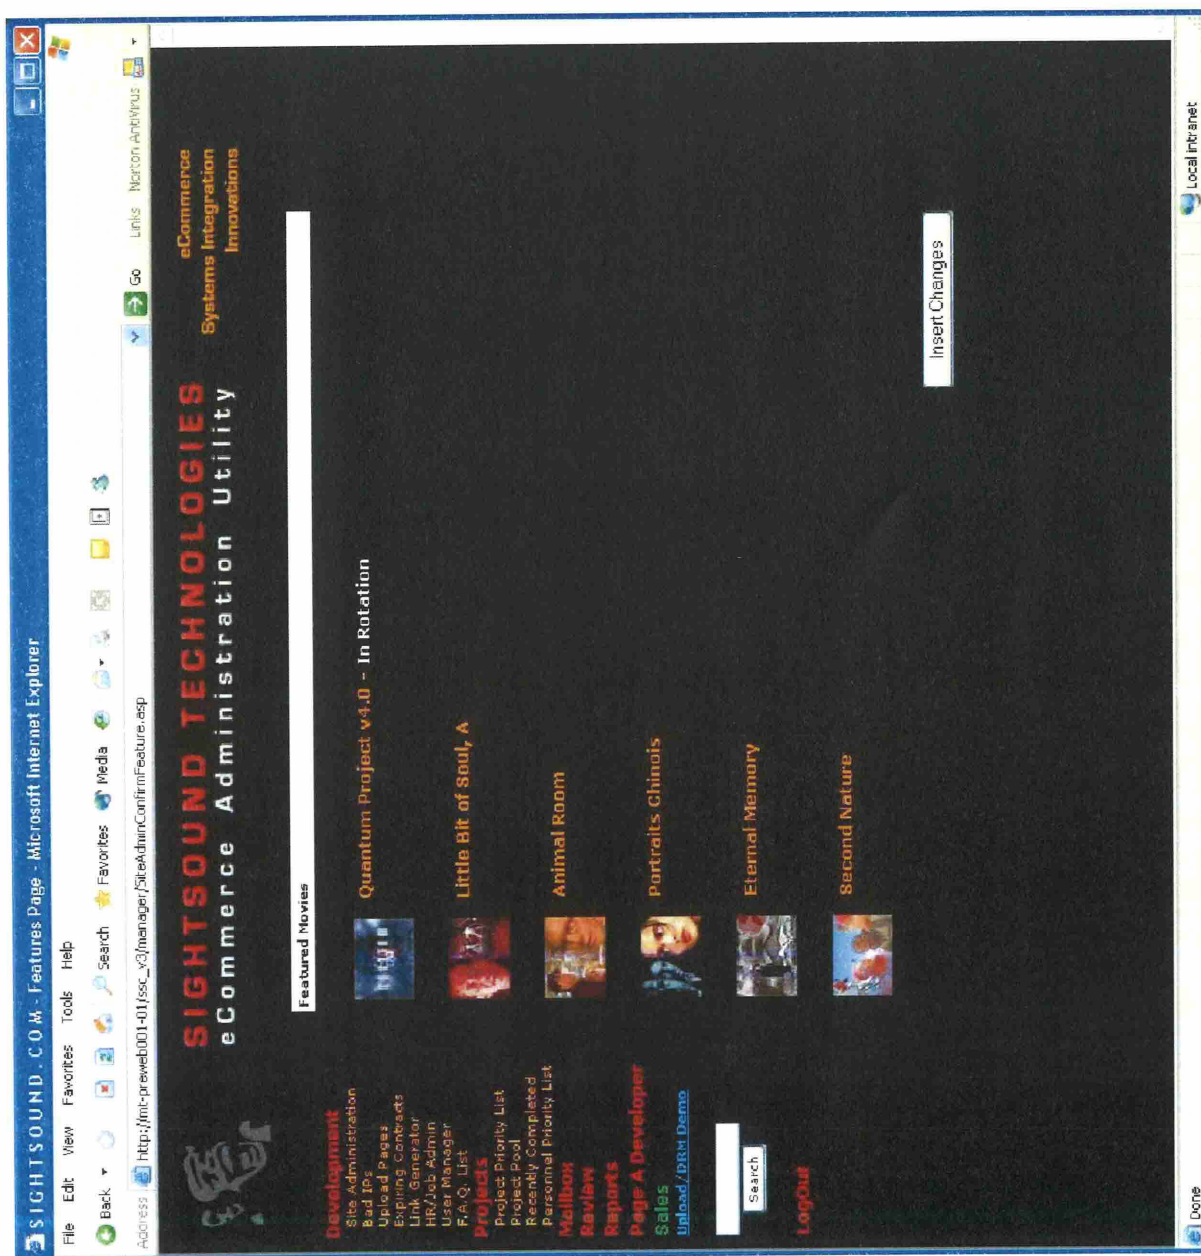 SIGHTSOUND.COM - Features Page - Microsoft Internet Explorer
File Edit View Favorites Tools Help
Back Search Favorites Media
Address http://mt-preweb001-01/ssc_v3/manager/SiteAdminConfirmFeature.asp Go Links Norton AntiVirus
SIGHTSOUND TECHNOLOGIES
eCommerce Administration Utility
eCommerce
Systems Integration
Innovations
Development
Site Administration
Bad IPs
Upload Pages
Expiring Contracts
Link Generator
HR/Job Admin
User Manager
F.A.Q. List
Projects
Project Priority List
Project Pool
Recently Completed
Personnel Priority List
Mailbox
Review
Reports
Page A Developer
Sales
Upload/DRM Demo
Search
LogOut
Featured Movies
Quantum Project v4.0 - In Rotation
Little Bit of Soul, A
Animal Room
Portraits Chinois
Eternal Memory
Second Nature
Insert Changes
Done Local intranet